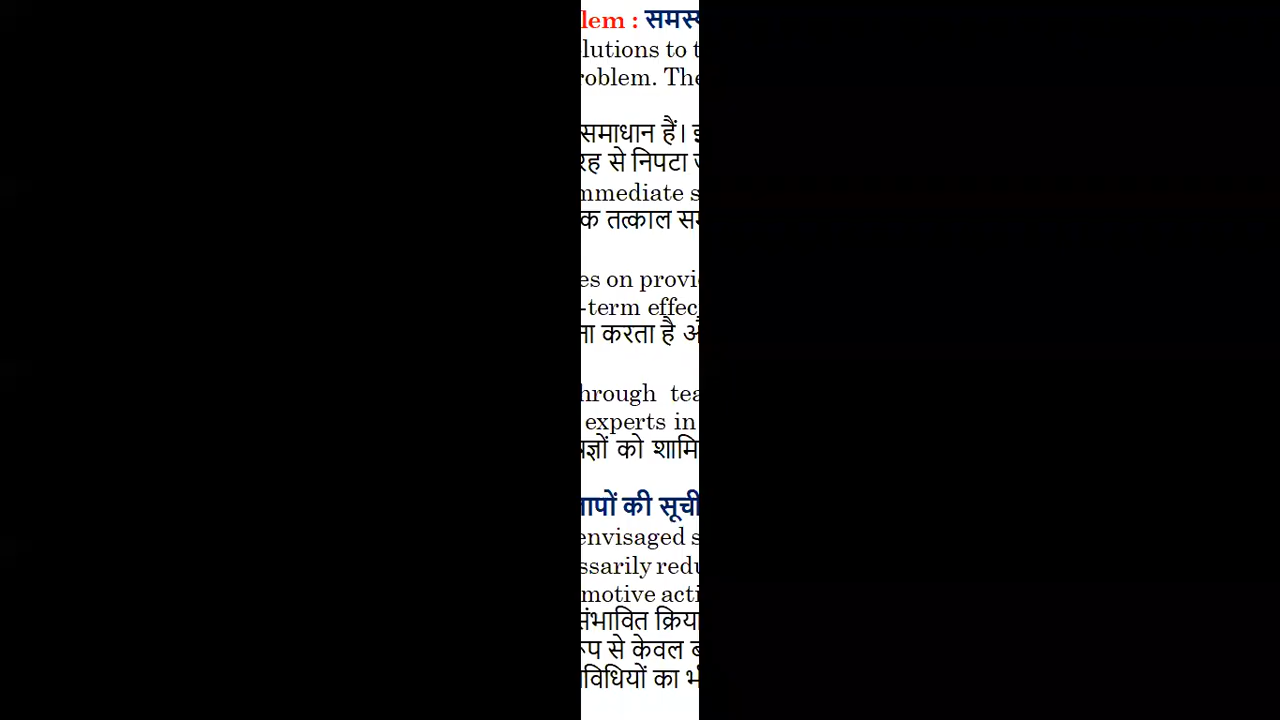 lem : समस्
lutions to t
roblem. The
समाधान हैं। इ
रह से निपटा
mmediate s
क तत्काल सम
es on provi
-term effec
ना करता है औ
hrough tea
experts in
ज्ञों को शामि
ापों की सूची
envisaged s
ssarily redu
motive acti
संभावित क्रिया
रूप से केवल ब
विधियों का भ